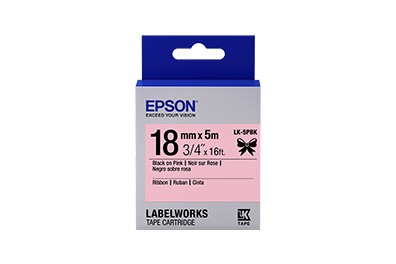 EPSON
EXCEED YOUR VISION
18 mm x 5m
3/4" x 16ft.
LK-5PBK
Black on Pink | Noir sur Rose |
Negro sobre rosa
Ribbon | Ruban | Cinta
LABELWORKS
TAPE CARTRIDGE
LK
TAPE